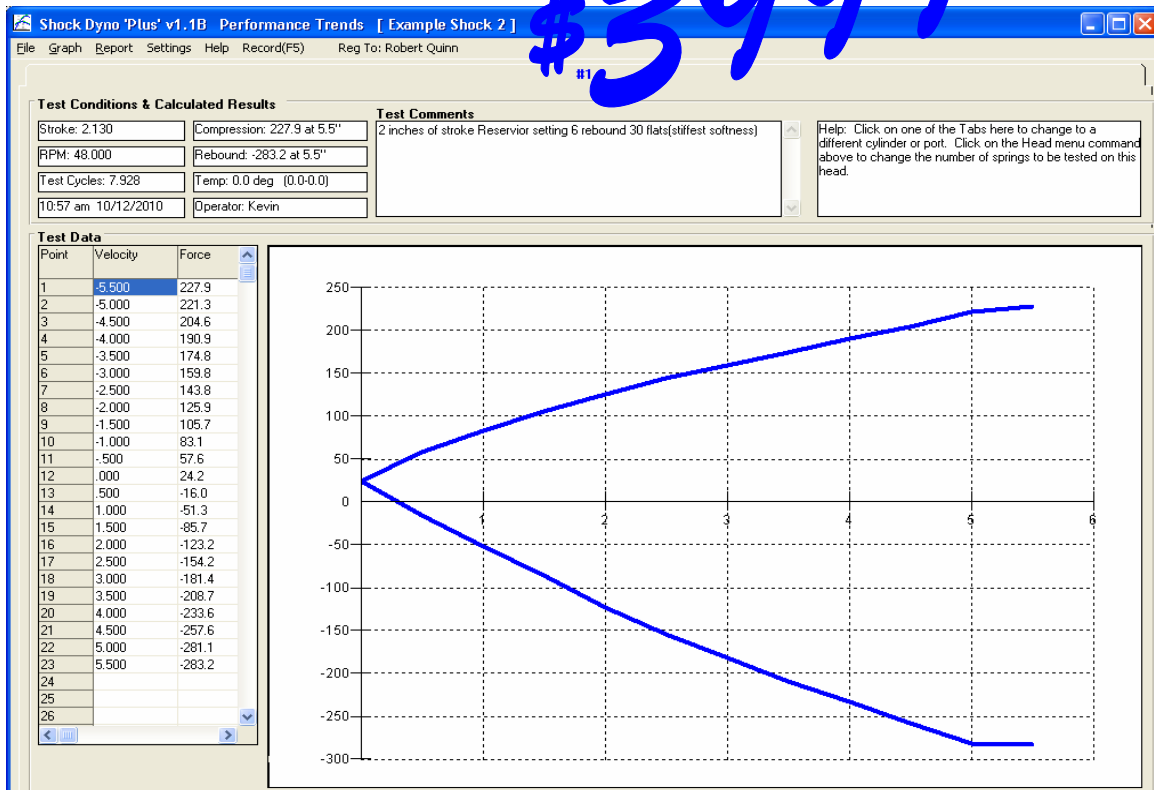 Shock Dyno 'Plus' v1.1B Performance Trends [ Example Shock 2 ]
File Graph Report Settings Help Record(F5) Reg To: Robert Quinn
#1
Test Conditions & Calculated Results
Stroke: 2.130
Compression: 227.9 at 5.5"
RPM: 48.000
Rebound: -283.2 at 5.5"
Test Cycles: 7.928
Temp: 0.0 deg (0.0-0.0)
10:57 am 10/12/2010
Operator: Kevin
Test Comments
2 inches of stroke Reservior setting 6 rebound 30 flats(stiffest softness)
Help: Click on one of the Tabs here to change to a
different cylinder or port. Click on the Head menu command
above to change the number of springs to be tested on this
head.
Test Data
Point Velocity Force
1 -5.500 227.9
2 -5.000 221.3
3 -4.500 204.6
4 -4.000 190.9
5 -3.500 174.8
6 -3.000 159.8
7 -2.500 143.8
8 -2.000 125.9
9 -1.500 105.7
10 -1.000 83.1
11 -.500 57.6
12 .000 24.2
13 .500 -16.0
14 1.000 -51.3
15 1.500 -85.7
16 2.000 -123.2
17 2.500 -154.2
18 3.000 -181.4
19 3.500 -208.7
20 4.000 -233.6
21 4.500 -257.6
22 5.000 -281.1
23 5.500 -283.2
24
25
26
250
200
150
100
50
0
-50
-100
-150
-200
-250
-300
1 2 3 4 5 6